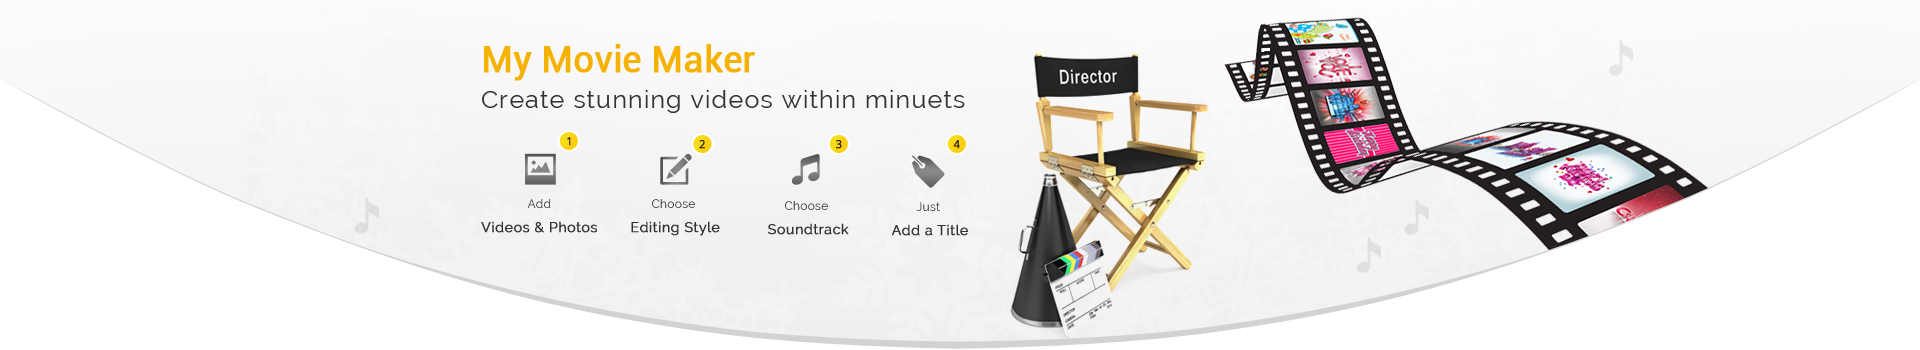 My Movie Maker
Create stunning videos within minuets
1
2
3
4
Add
Choose
Choose
Just
Videos & Photos
Editing Style
Soundtrack
Add a Title
Director